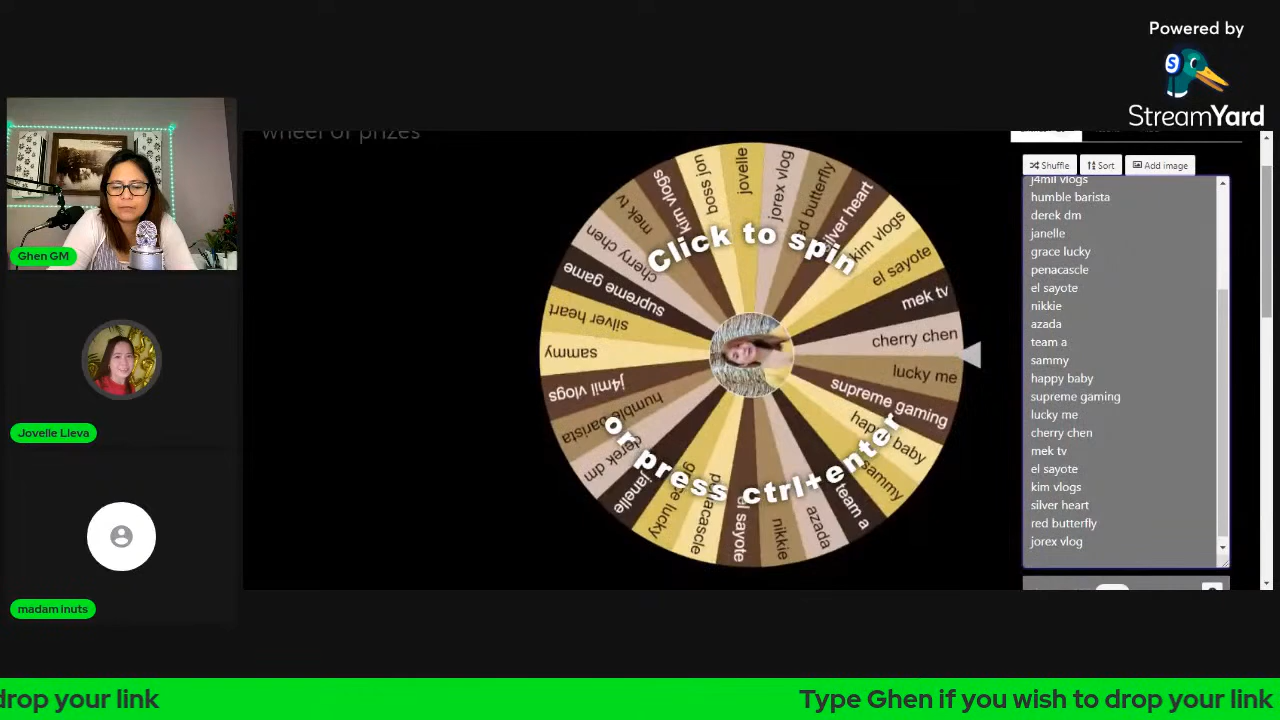 Powered by
StreamYard
wheel of prizes
Shuffle
Sort
Add image
j4mil vlogs
humble barista
derek dm
janelle
grace lucky
penacascle
el sayote
nikkie
azada
team a
sammy
happy baby
supreme gaming
lucky me
cherry chen
mek tv
el sayote
kim vlogs
silver heart
red butterfly
jorex vlog
Click to spin
or press ctrl+enter
boss jon
jovelle
jorex vlog
red butterfly
silver heart
kim vlogs
el sayote
mek tv
cherry chen
lucky me
supreme gaming
happy baby
sammy
team a
azada
nikkie
el sayote
penacascle
grace lucky
janelle
derek dm
humble barista
j4mil vlogs
sammy
silver heart
supreme game
cherry chen
mek tv
kim vlogs
Ghen GM
Jovelle Lleva
madam inuts
drop your link
Type Ghen if you wish to drop your link